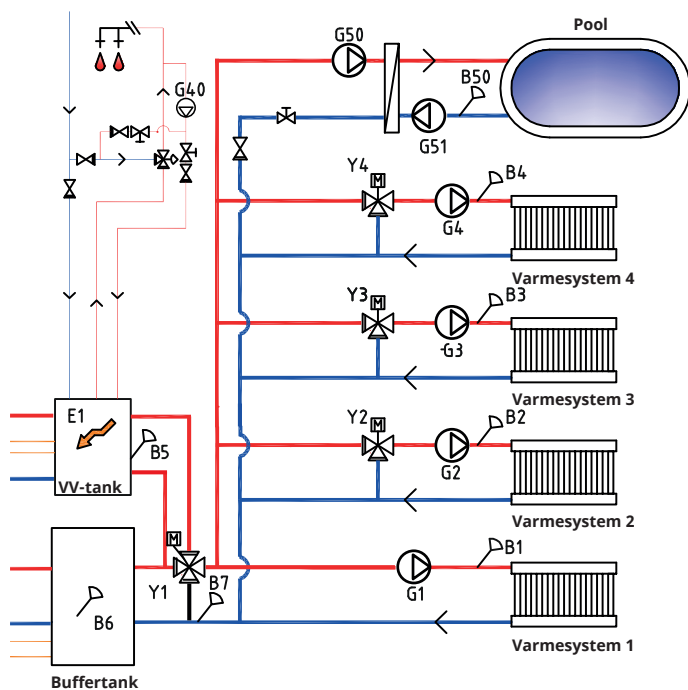 Pool
G50
B50
G40
G51
Y4
M
B4
G4
Varmesystem 4
Y3
M
B3
-G3
Varmesystem 3
Y2
M
B2
G2
Varmesystem 2
E1
B5
VV-tank
M
Y1
B7
G1
B1
Varmesystem 1
B6
Buffertank